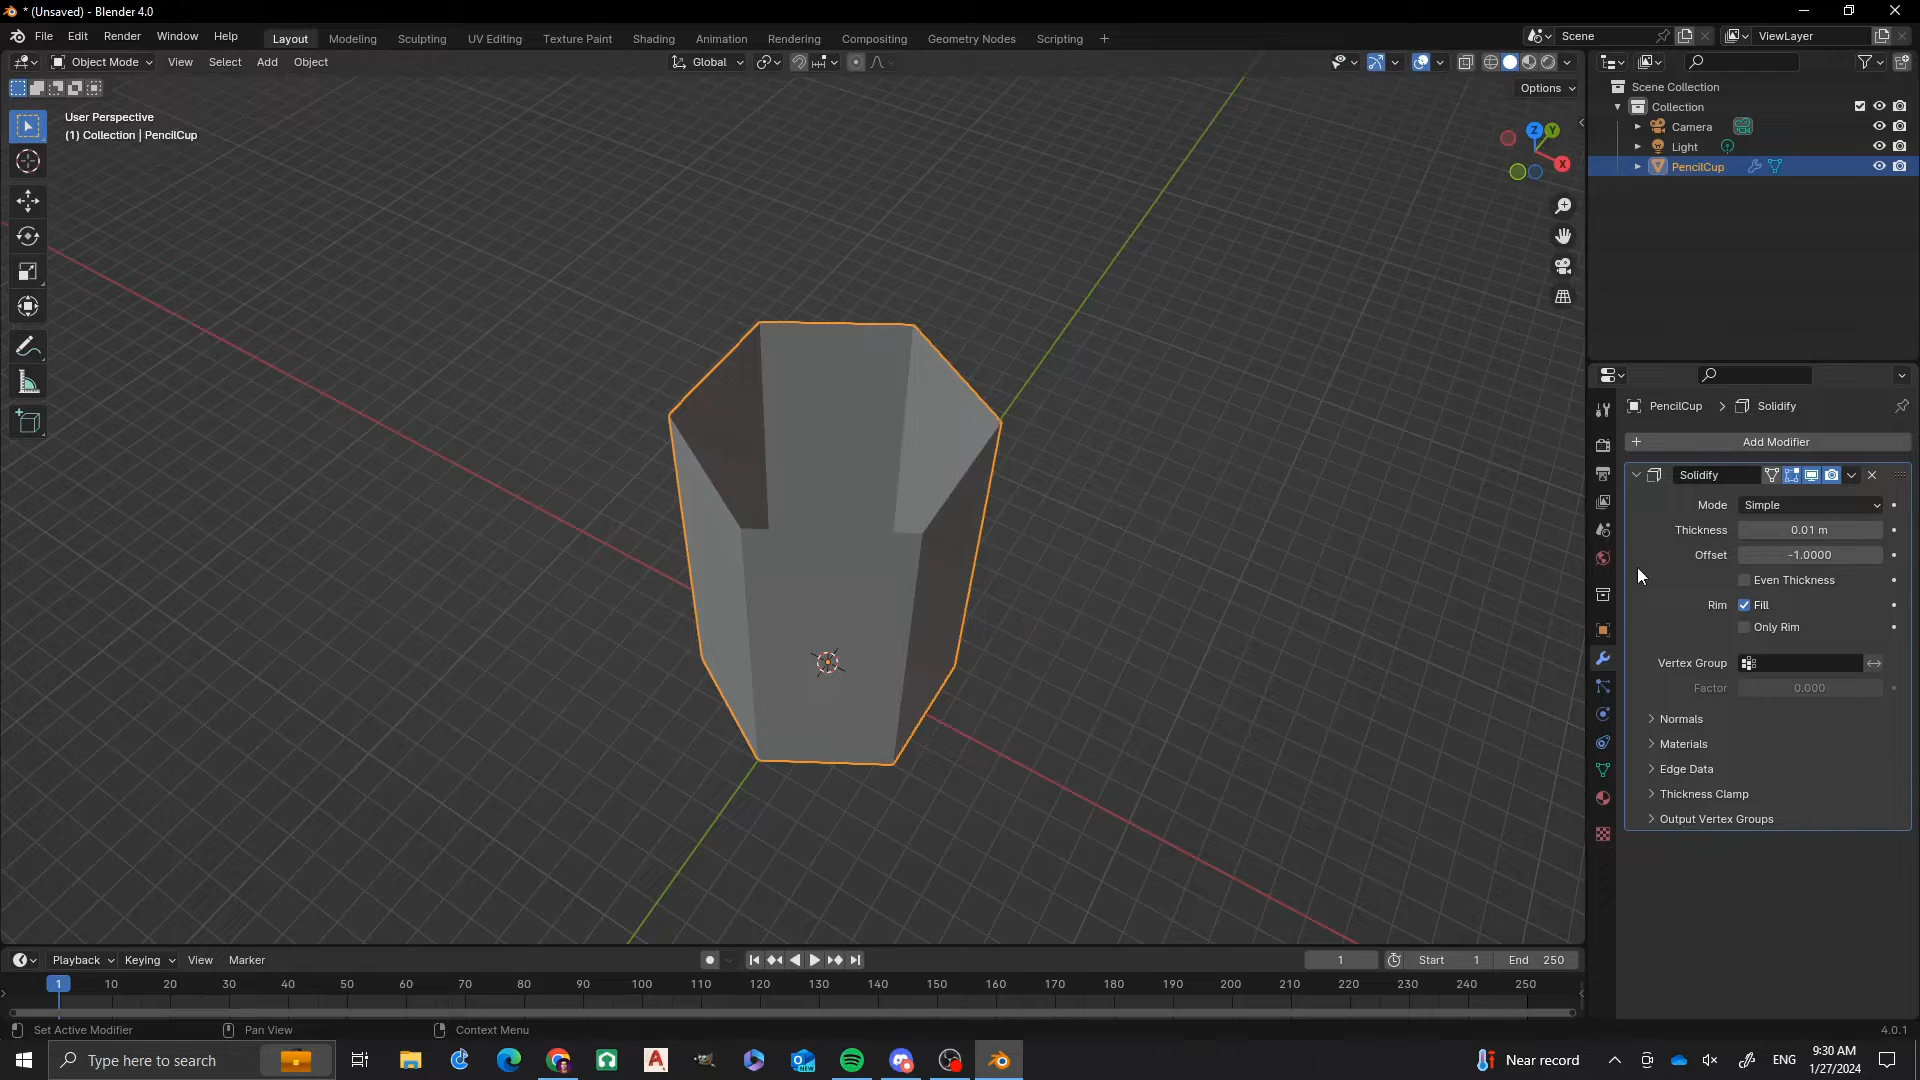 * (Unsaved) - Blender 4.0
File Edit Render Window Help Layout Modeling Sculpting UV Editing Texture Paint Shading Animation Rendering Compositing Geometry Nodes Scripting + Scene ViewLayer
Object Mode View Select Add Object Global
Options
User Perspective
(1) Collection | PencilCup
Z Y
X
Scene Collection
Collection
Camera
Light
PencilCup
PencilCup > Solidify
+ Add Modifier
Solidify
Mode Simple
Thickness 0.01 m
Offset -1.0000
Even Thickness
Rim Fill
Only Rim
Vertex Group
Factor 0.000
Normals
Materials
Edge Data
Thickness Clamp
Output Vertex Groups
Playback Keying View Marker 1 Start 1 End 250
1 10 20 30 40 50 60 70 80 90 100 110 120 130 140 150 160 170 180 190 200 210 220 230 240 250
Set Active Modifier Pan View Context Menu 4.0.1
Type here to search NEW A Near record ENG 9:30 AM
1/27/2024